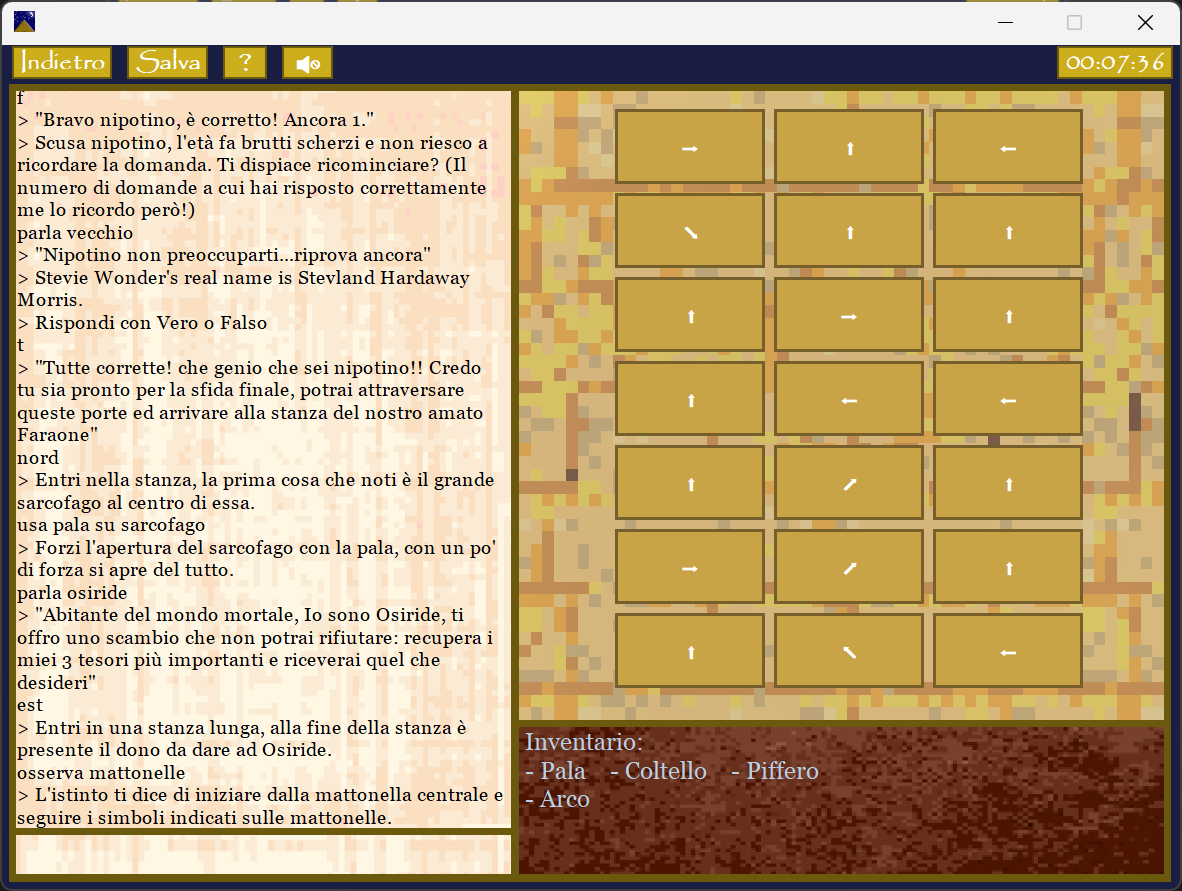 Indietro
Salva
?
00:07:36
f
> "Bravo nipotino, è corretto! Ancora 1."
> Scusa nipotino, l'età fa brutti scherzi e non riesco a
ricordare la domanda. Ti dispiace ricominciare? (Il
numero di domande a cui hai risposto correttamente
me lo ricordo però!)
parla vecchio
> "Nipotino non preoccuparti...riprova ancora"
> Stevie Wonder's real name is Stevland Hardaway
Morris.
> Rispondi con Vero o Falso
t
> "Tutte corrette! che genio che sei nipotino!! Credo
tu sia pronto per la sfida finale, potrai attraversare
queste porte ed arrivare alla stanza del nostro amato
Faraone"
nord
> Entri nella stanza, la prima cosa che noti è il grande
sarcofago al centro di essa.
usa pala su sarcofago
> Forzi l'apertura del sarcofago con la pala, con un po'
di forza si apre del tutto.
parla osiride
> "Abitante del mondo mortale, Io sono Osiride, ti
offro uno scambio che non potrai rifiutare: recupera i
miei 3 tesori più importanti e riceverai quel che
desideri"
est
> Entri in una stanza lunga, alla fine della stanza è
presente il dono da dare ad Osiride.
osserva mattonelle
> L'istinto ti dice di iniziare dalla mattonella centrale e
seguire i simboli indicati sulle mattonelle.
Inventario:
- Pala - Coltello - Piffero
- Arco